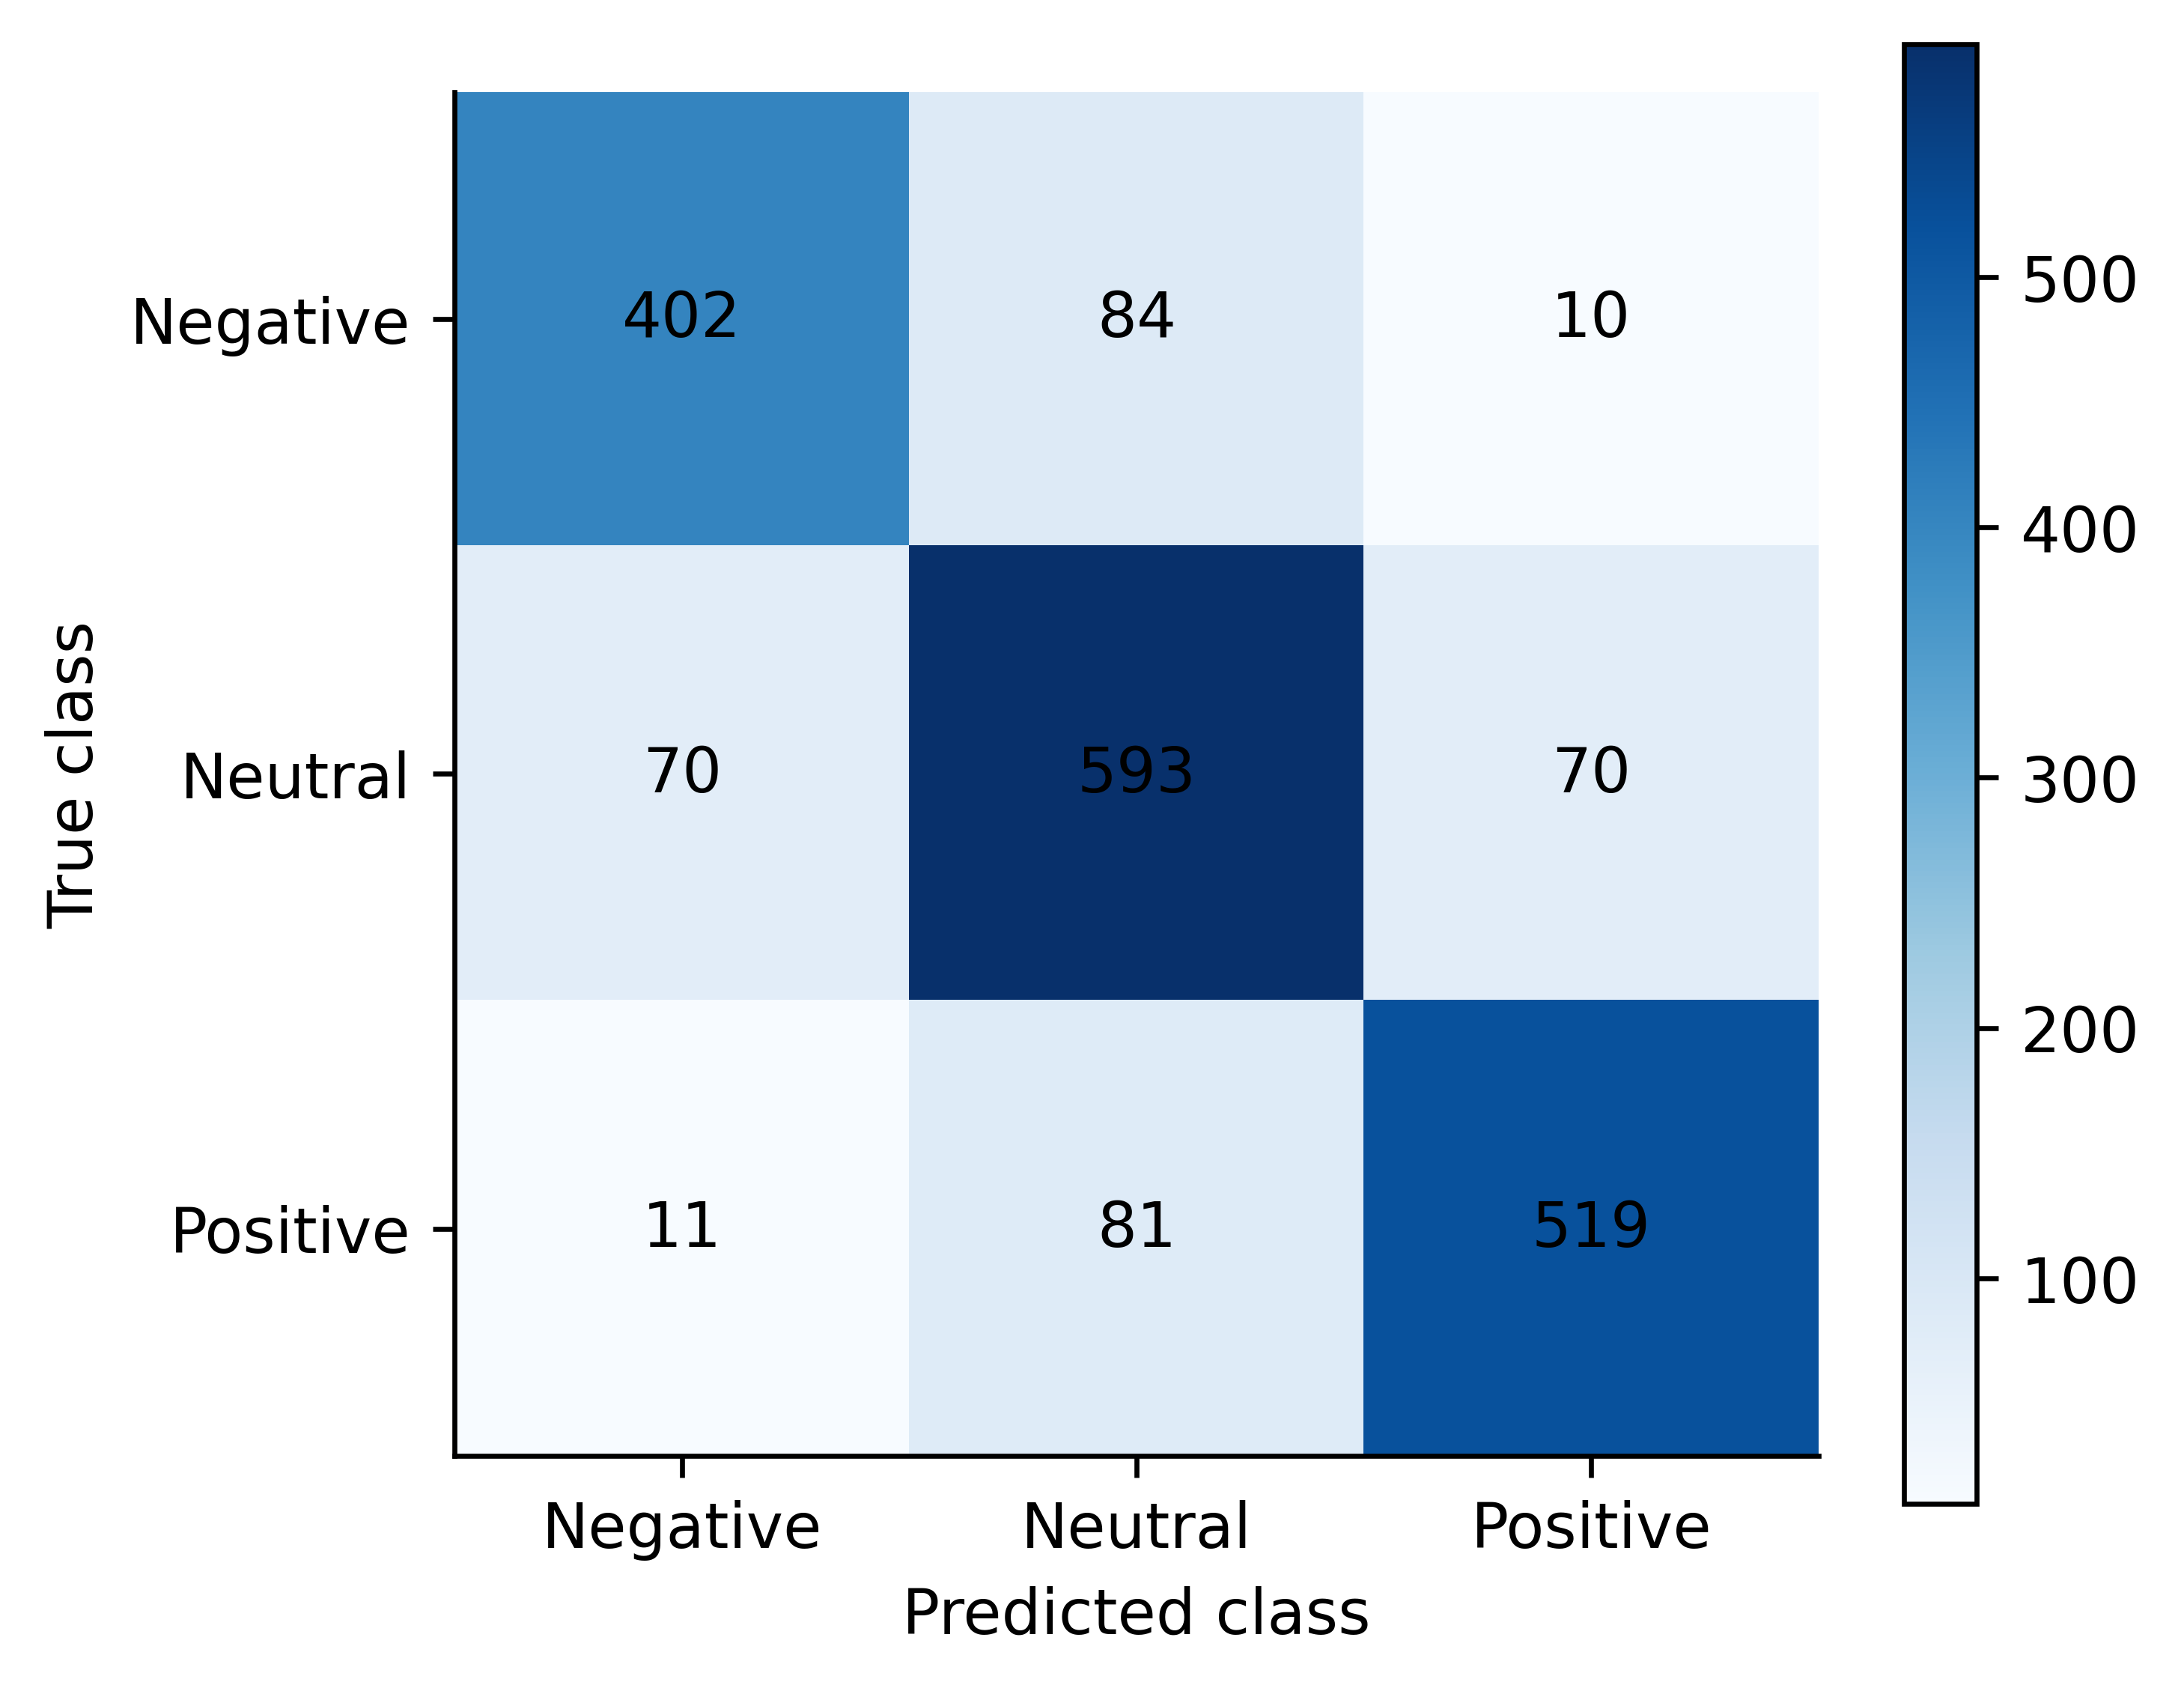 Negative 402 84 10
Neutral 70 593 70
Positive 11 81 519
Negative Neutral Positive
Predicted class
True class
500
400
300
200
100